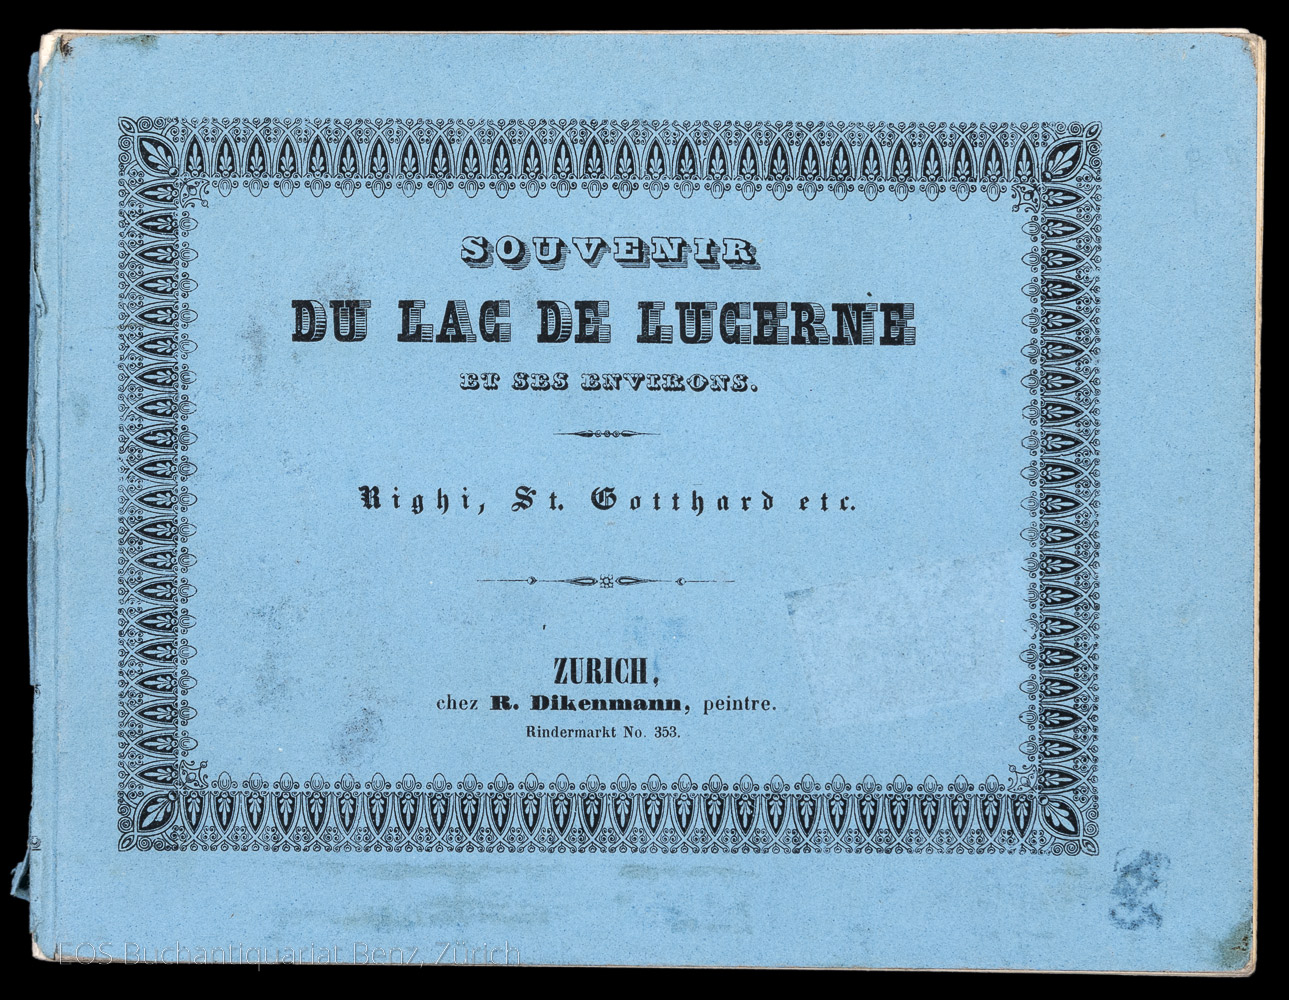 SOUVENIR
DU LAC DE LUCERNE
ET SES ENVIRONS.
Righi, St. Gotthard etc.
ZURICH,
chez R. Dikenmann, peintre.
Rindermarkt No. 353.
EOS Buchantiquariat Benz, Zürich